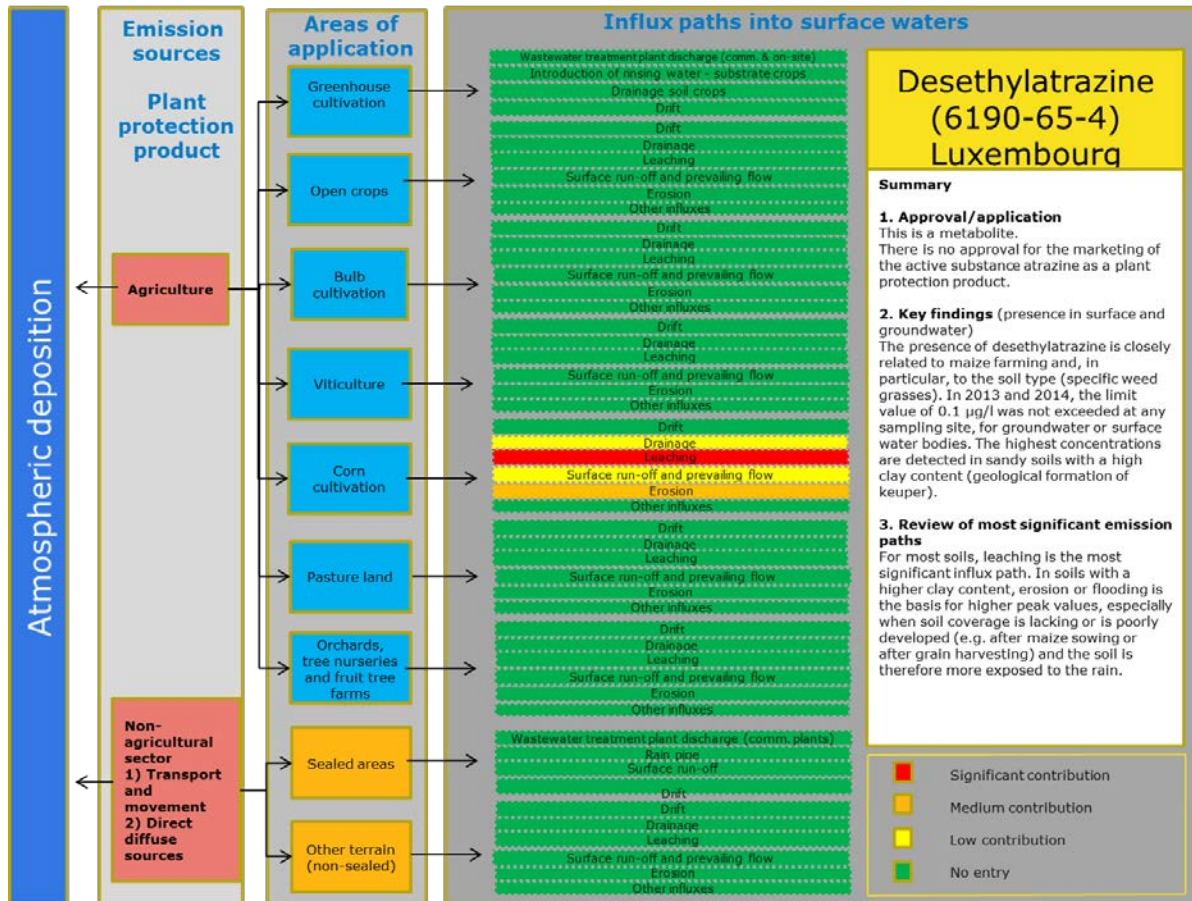 Atmospheric deposition
Emission
sources
Plant
protection
product
Agriculture
Non-
agricultural
sector
1) Transport
and
movement
2) Direct
diffuse
sources
Areas of
application
Greenhouse
cultivation
Open crops
Bulb
cultivation
Viticulture
Corn
cultivation
Pasture land
Orchards,
tree nurseries
and fruit tree
farms
Sealed areas
Other terrain
(non-sealed)
Influx paths into surface waters
Wastewater treatment plant discharge (comm. & on-site)
Introduction of rinsing water - substrate crops
Drainage soil crops
Drift
Drift
Drainage
Leaching
Surface run-off and prevailing flow
Erosion
Other influxes
Drift
Drainage
Leaching
Surface run-off and prevailing flow
Erosion
Other influxes
Drift
Drainage
Leaching
Surface run-off and prevailing flow
Erosion
Other influxes
Drift
Drainage
Leaching
Surface run-off and prevailing flow
Erosion
Other influxes
Drift
Drainage
Leaching
Surface run-off and prevailing flow
Erosion
Other influxes
Drift
Drainage
Leaching
Surface run-off and prevailing flow
Erosion
Other influxes
Wastewater treatment plant discharge (comm. plants)
Rain pipe
Surface run-off
Drift
Drift
Drainage
Leaching
Surface run-off and prevailing flow
Erosion
Other influxes
Desethylatrazine
(6190-65-4)
Luxembourg
Summary
1. Approval/application
This is a metabolite.
There is no approval for the marketing of
the active substance atrazine as a plant
protection product.
2. Key findings (presence in surface and
groundwater)
The presence of desethylatrazine is closely
related to maize farming and, in
particular, to the soil type (specific weed
grasses). In 2013 and 2014, the limit
value of 0.1 µg/l was not exceeded at any
sampling site, for groundwater or surface
water bodies. The highest concentrations
are detected in sandy soils with a high
clay content (geological formation of
keuper).
3. Review of most significant emission
paths
For most soils, leaching is the most
significant influx path. In soils with a
higher clay content, erosion or flooding is
the basis for higher peak values, especially
when soil coverage is lacking or is poorly
developed (e.g. after maize sowing or
after grain harvesting) and the soil is
therefore more exposed to the rain.
Significant contribution
Medium contribution
Low contribution
No entry